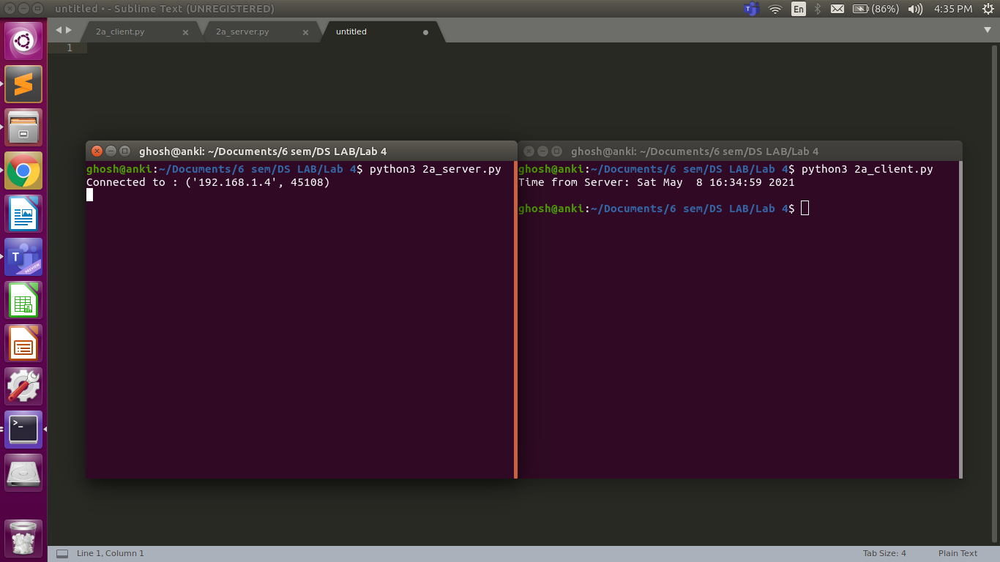 untitled • - Sublime Text (UNREGISTERED)
En
(86%)
4:35 PM
2a_client.py
2a_server.py
untitled
1
ghosh@anki: ~/Documents/6 sem/DS LAB/Lab 4
ghosh@anki:~/Documents/6 sem/DS LAB/Lab 4$ python3 2a_server.py
Connected to : ('192.168.1.4', 45108)
ghosh@anki: ~/Documents/6 sem/DS LAB/Lab 4
ghosh@anki:~/Documents/6 sem/DS LAB/Lab 4$ python3 2a_client.py
Time from Server: Sat May  8 16:34:59 2021
ghosh@anki:~/Documents/6 sem/DS LAB/Lab 4$
T
PREVIEW
>_
Line 1, Column 1
Tab Size: 4
Plain Text